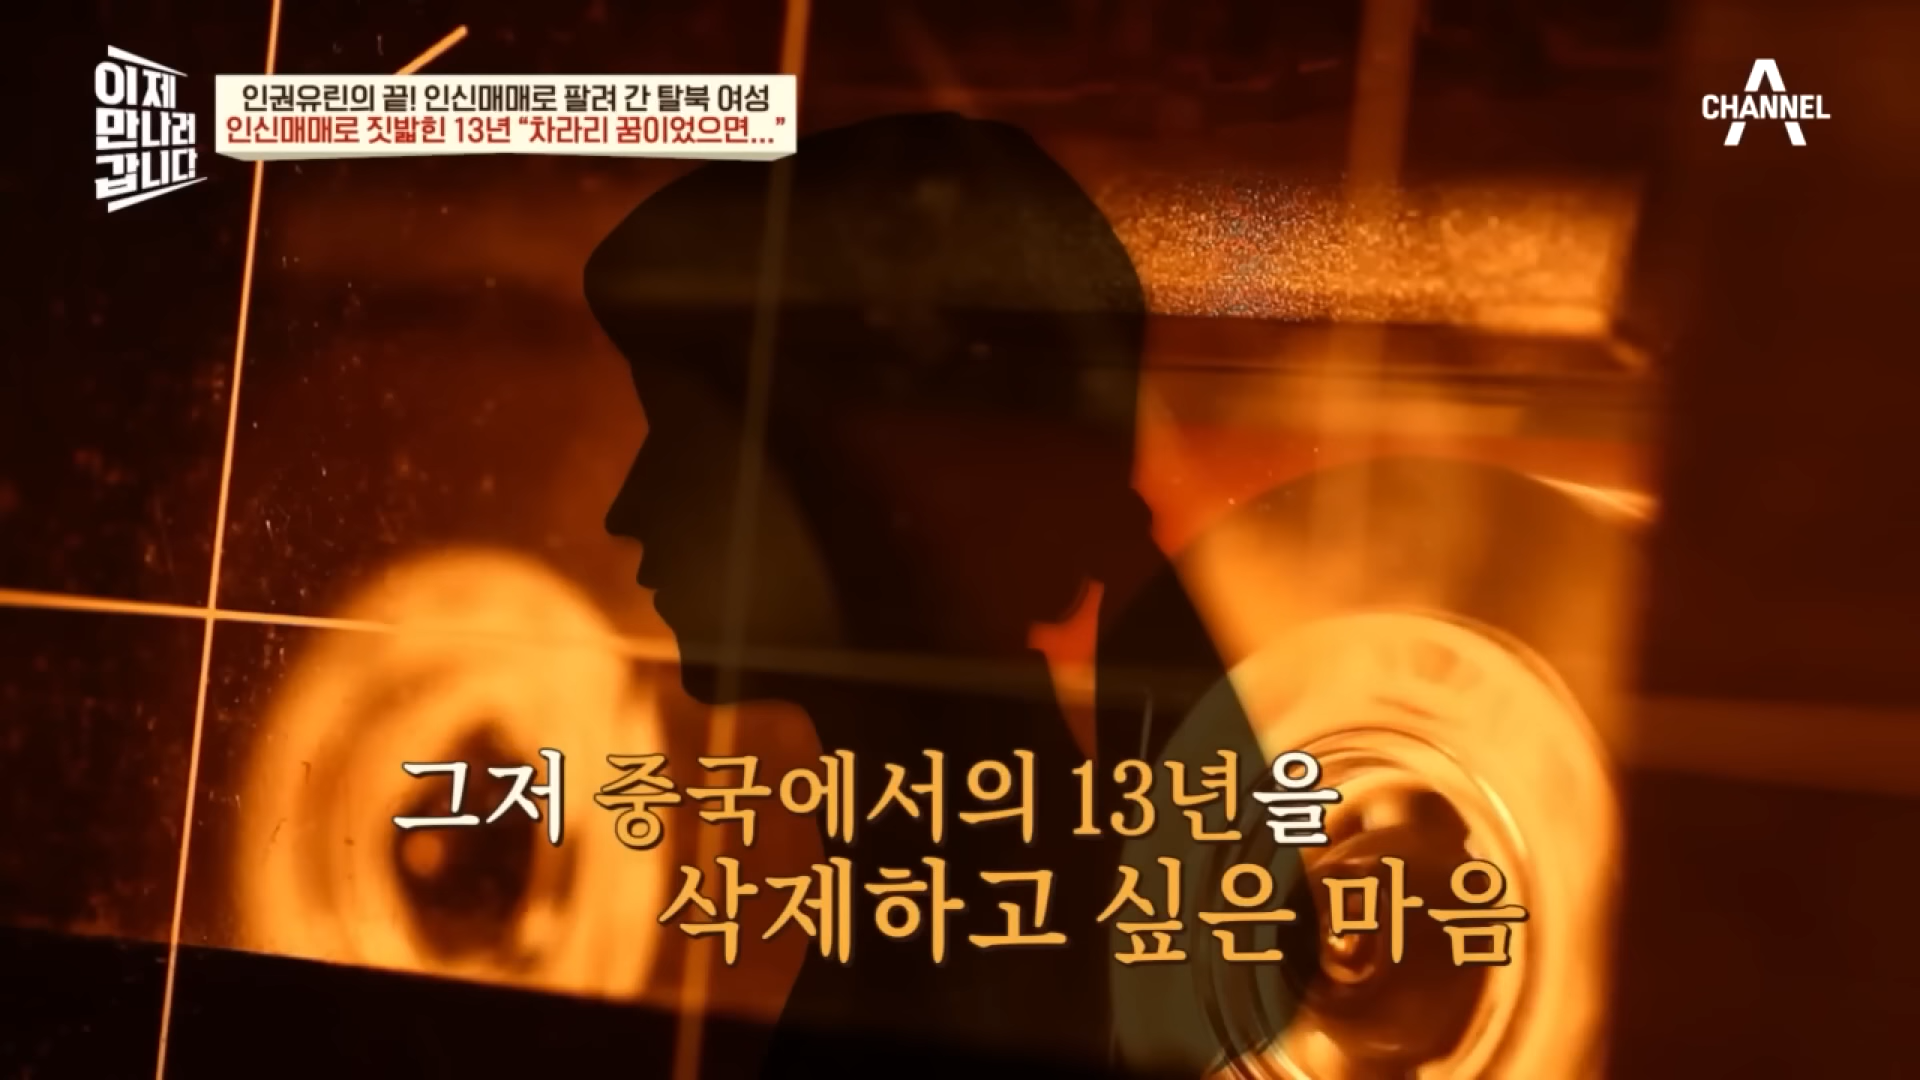 이제
만나러
갑니다
인권유린의 끝! 인신매매로 팔려 간 탈북 여성
인신매매로 짓밟힌 13년 “차라리 꿈이었으면...”
CHANNEL A
그저 중국에서의 13년을
삭제하고 싶은 마음